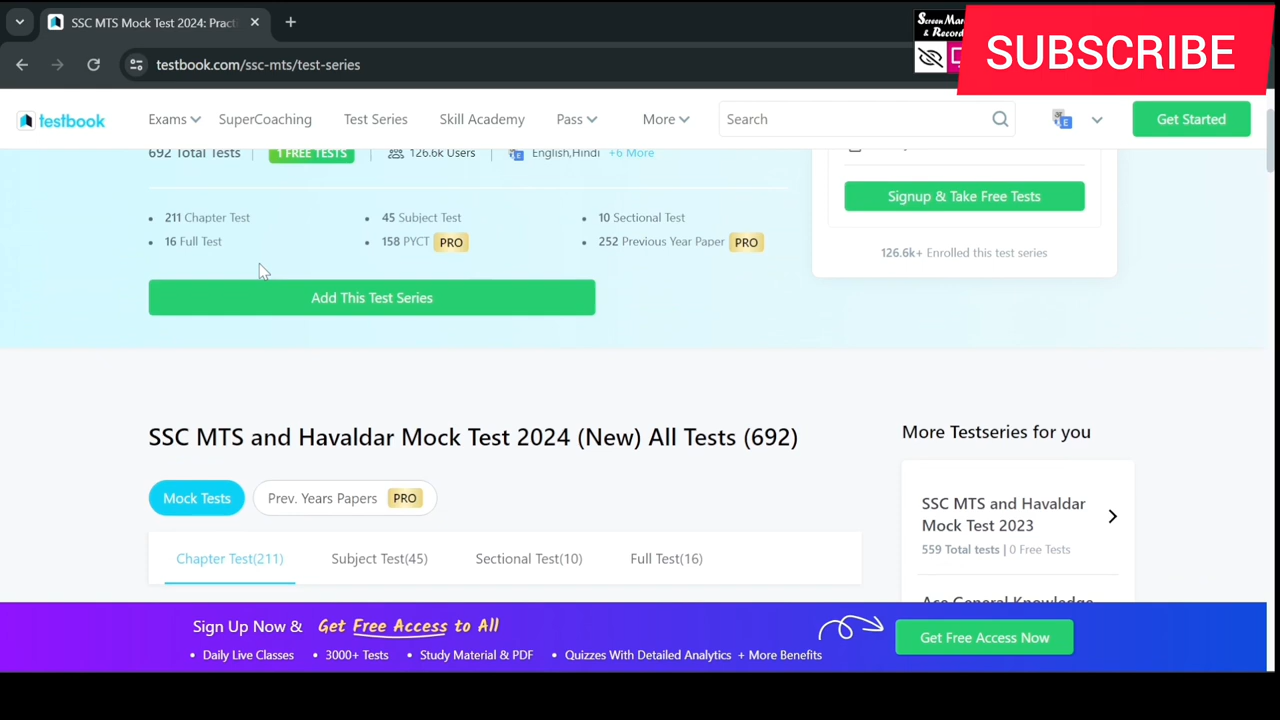 SSC MTS Mock Test 2024: Pract
Screen Mar
& Record
SUBSCRIBE
testbook.com/ssc-mts/test-series
testbook
Exams
SuperCoaching
Test Series
Skill Academy
Pass
More
Search
Get Started
692 Total Tests
1 FREE TESTS
126.6k Users
English,Hindi +6 More
211 Chapter Test
45 Subject Test
10 Sectional Test
16 Full Test
158 PYCT PRO
252 Previous Year Paper PRO
Add This Test Series
Signup & Take Free Tests
126.6k+ Enrolled this test series
SSC MTS and Havaldar Mock Test 2024 (New) All Tests (692)
Mock Tests
Prev. Years Papers PRO
Chapter Test(211)
Subject Test(45)
Sectional Test(10)
Full Test(16)
More Testseries for you
SSC MTS and Havaldar
Mock Test 2023
559 Total tests | 0 Free Tests
Ace General Knowledge
Sign Up Now & Get Free Access to All
• Daily Live Classes • 3000+ Tests • Study Material & PDF • Quizzes With Detailed Analytics + More Benefits
Get Free Access Now